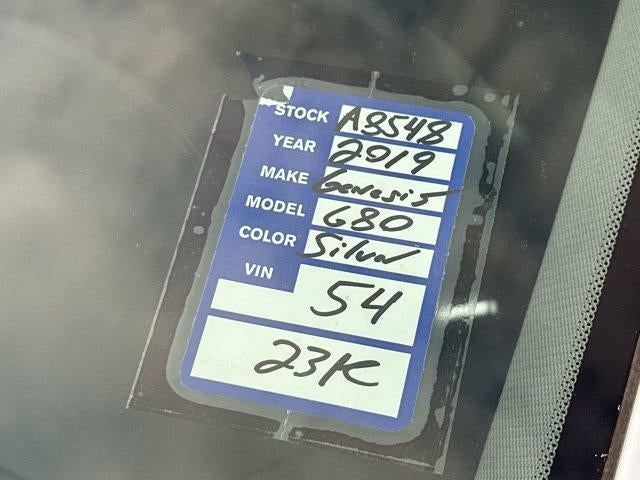 STOCK A8548
YEAR 2019
MAKE Genesis
MODEL G80
COLOR Silver
VIN 54
23K